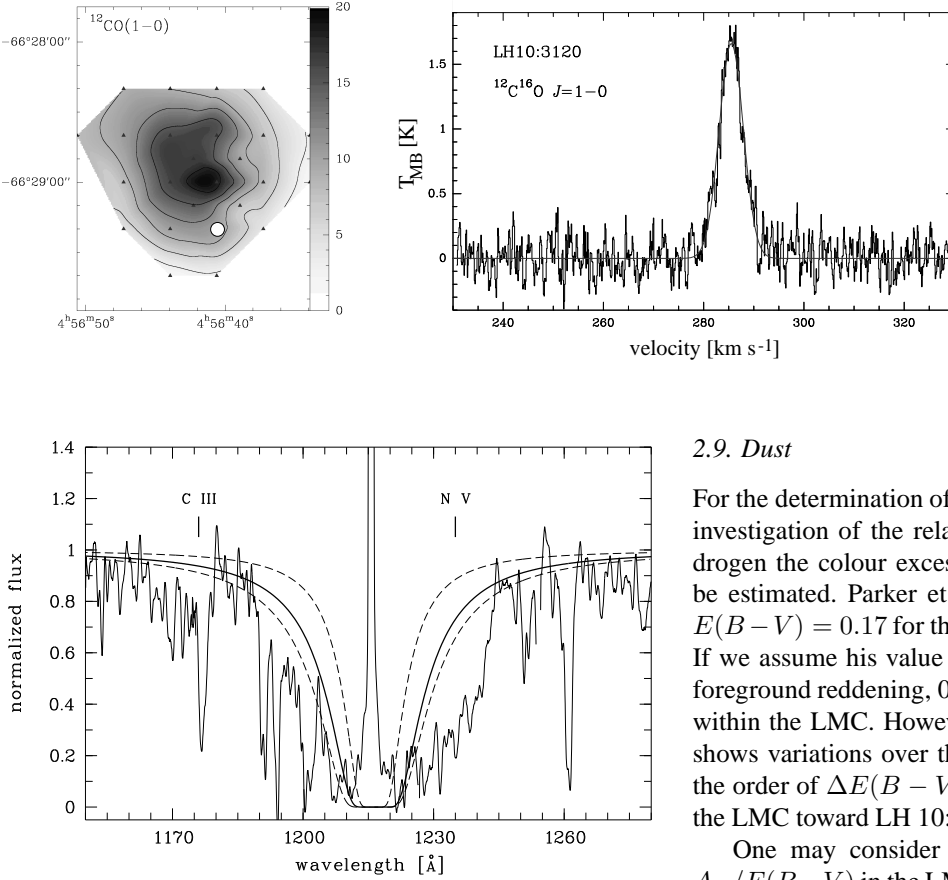 ¹²CO(1−0)
−66°28′00″
−66°29′00″
4ʰ56ᵐ50ˢ
4ʰ56ᵐ40ˢ
20
15
10
5
0
LH10:3120
¹²C¹⁶O J=1−0
T_MB [K]
1.5
1
0.5
0
240
260
280
300
320
velocity [km s-1]
1.4
1.2
1
0.8
0.6
0.4
0.2
0
C III
N V
normalized flux
1170
1200
1230
1260
wavelength [Å]
2.9. Dust
For the determination of
investigation of the rela
drogen the colour exces
be estimated. Parker et
E(B−V) = 0.17 for th
If we assume his value
foreground reddening, 0
within the LMC. Howev
shows variations over th
the order of ΔE(B − V
the LMC toward LH 10:
One may consider
/E(B−V) in the LM